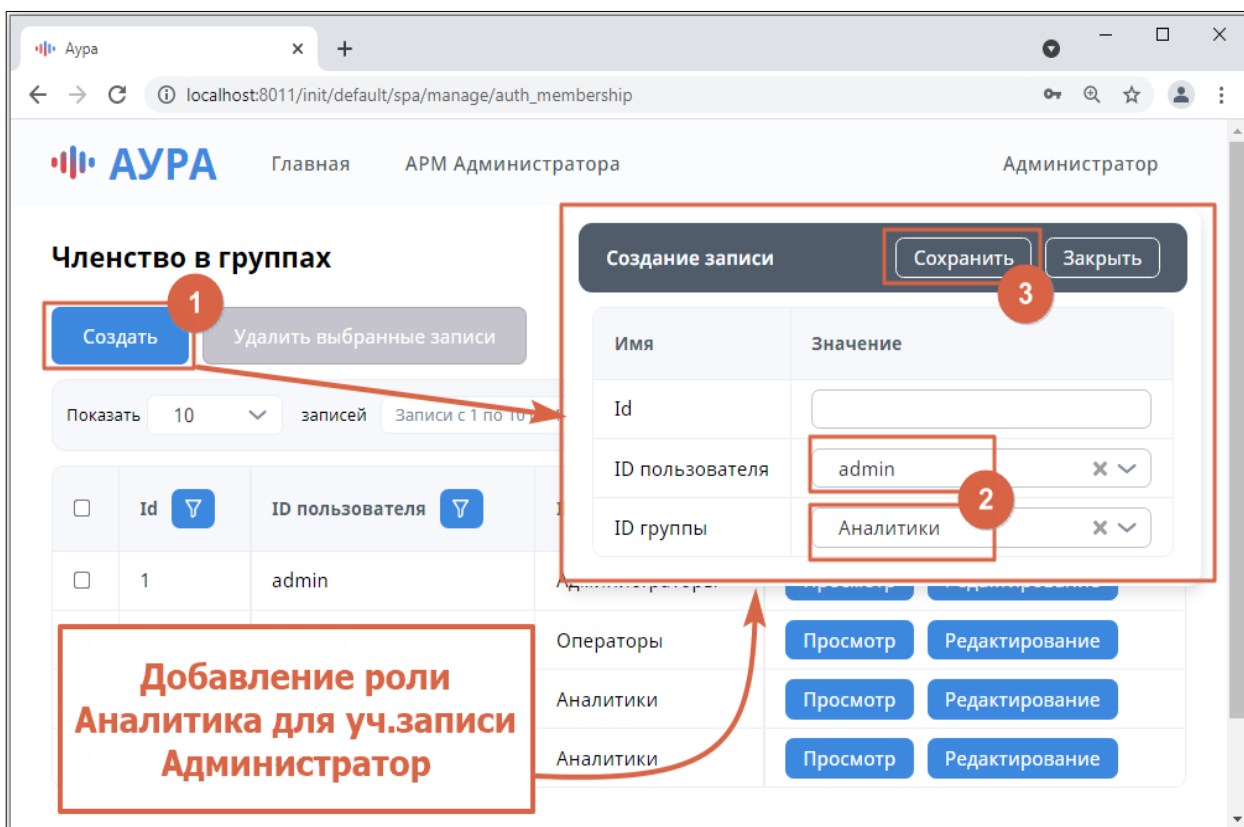 Аура
localhost:8011/init/default/spa/manage/auth_membership
АУРА Главная АРМ Администратора Администратор
Членство в группах
1
Создать Удалить выбранные записи
Показать 10 записей Записи с 1 по 10
Id ID пользователя
1 admin Администраторы Просмотр Редактирование
Операторы Просмотр Редактирование
Аналитики Просмотр Редактирование
Аналитики Просмотр Редактирование
Создание записи Сохранить Закрыть
3
Имя Значение
Id
ID пользователя admin
2
ID группы Аналитики
Добавление роли
Аналитика для уч.записи
Администратор